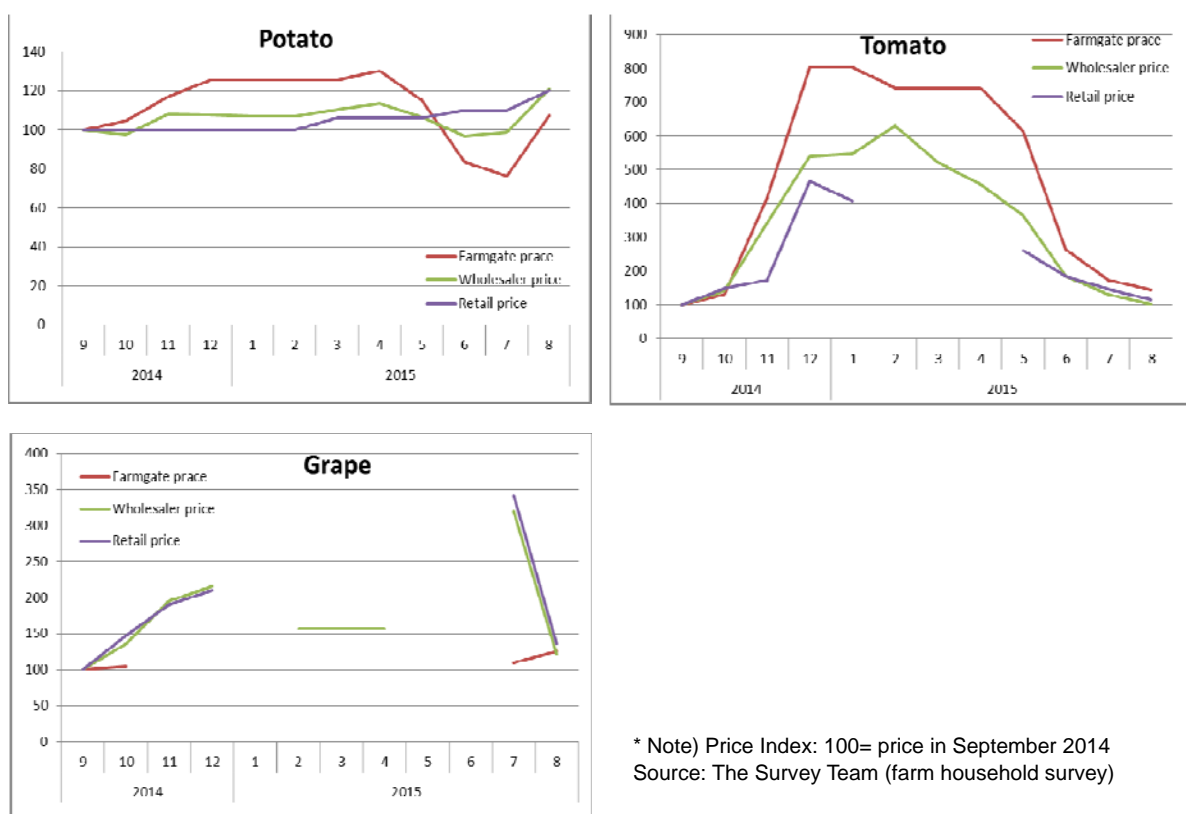 Potato
140
120
100
80
60
40
20
0
Farmgate prace
Wholesaler price
Retail price
9 10 11 12 1 2 3 4 5 6 7 8
2014 2015
Tomato
900
800
700
600
500
400
300
200
100
0
Farmgate prace
Wholesaler price
Retail price
9 10 11 12 1 2 3 4 5 6 7 8
2014 2015
Grape
400
350
300
250
200
150
100
50
0
Farmgate prace
Wholesaler price
Retail price
9 10 11 12 1 2 3 4 5 6 7 8
2014 2015
* Note) Price Index: 100= price in September 2014
Source: The Survey Team (farm household survey)